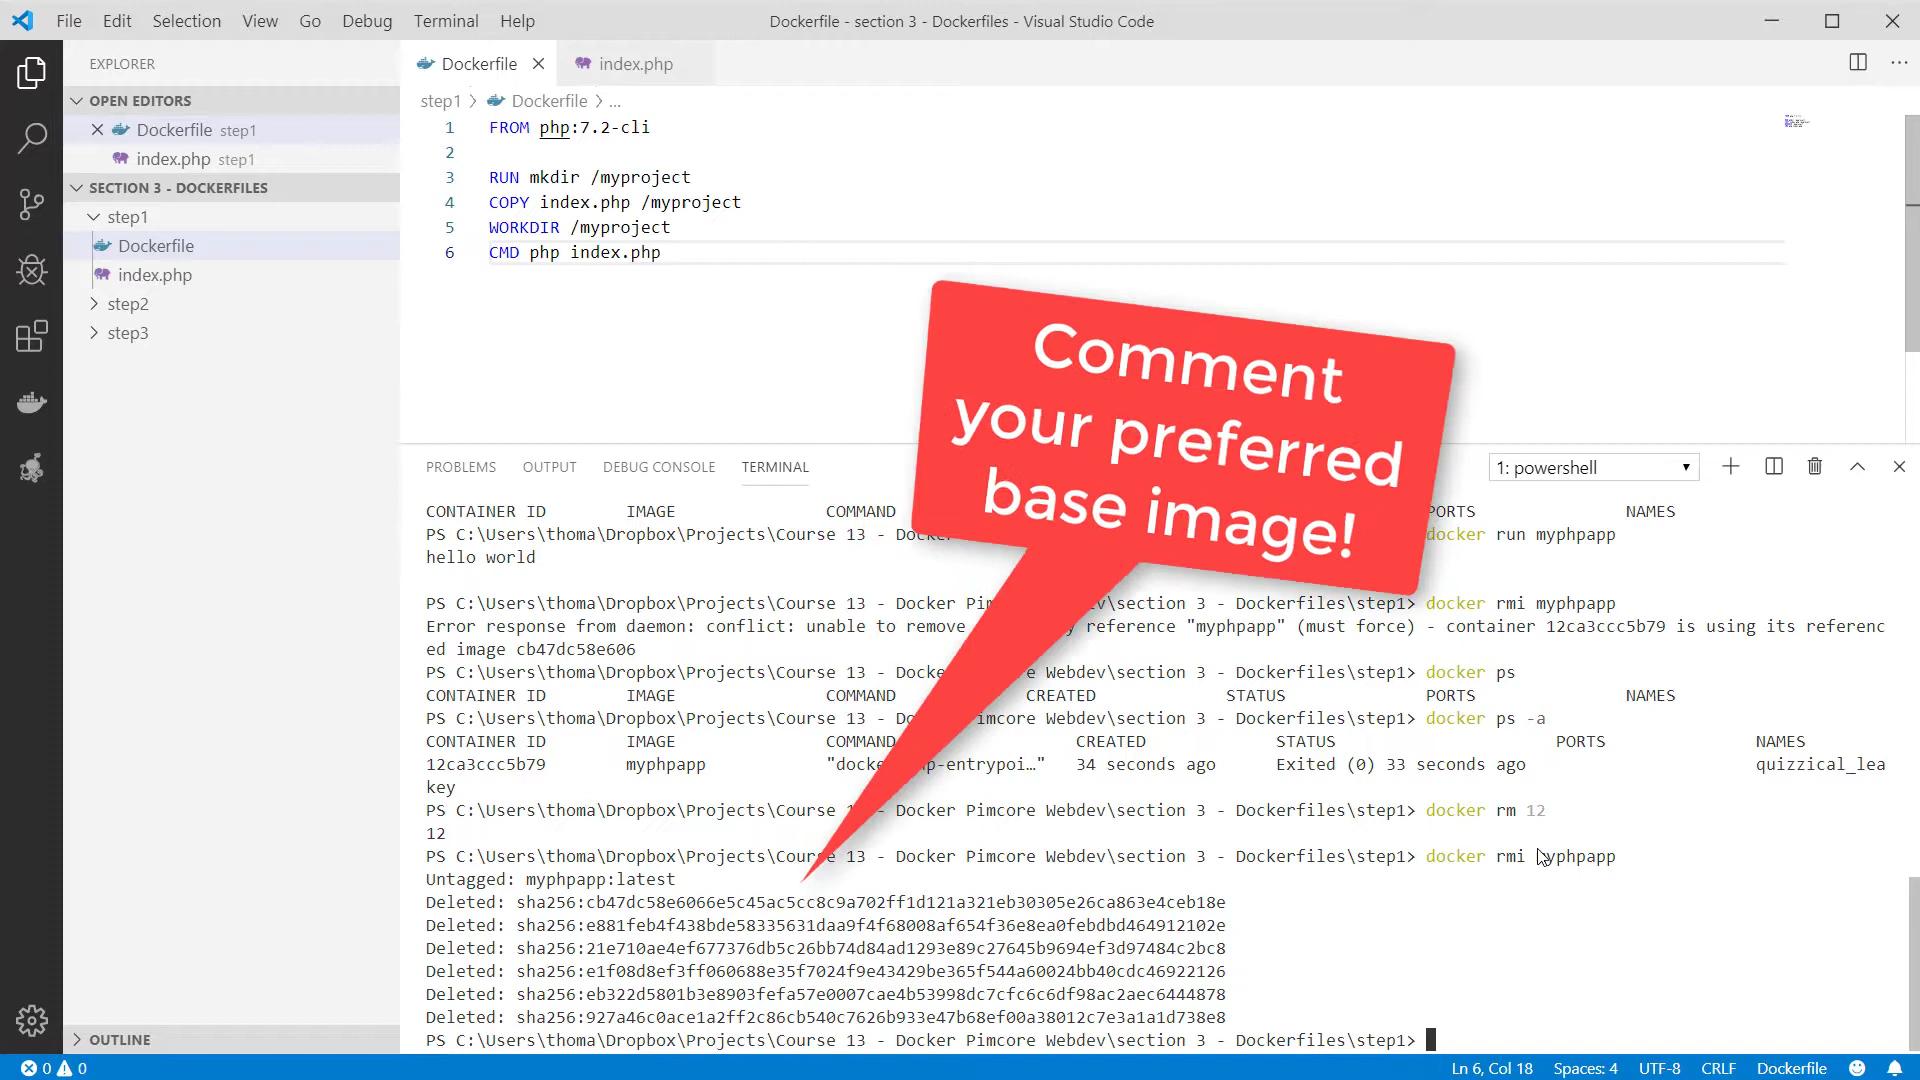 File Edit Selection View Go Debug Terminal Help
Dockerfile - section 3 - Dockerfiles - Visual Studio Code
EXPLORER
OPEN EDITORS
Dockerfile step1
index.php step1
SECTION 3 - DOCKERFILES
step1
Dockerfile
index.php
step2
step3
OUTLINE
Dockerfile
index.php
step1 > Dockerfile > ...
1 FROM php:7.2-cli
2
3 RUN mkdir /myproject
4 COPY index.php /myproject
5 WORKDIR /myproject
6 CMD php index.php
Comment
your preferred
base image!
PROBLEMS OUTPUT DEBUG CONSOLE TERMINAL
1: powershell
CONTAINER ID IMAGE COMMAND PORTS NAMES
PS C:\Users\thoma\Dropbox\Projects\Course 13 - docker run myphpapp
hello world
PS C:\Users\thoma\Dropbox\Projects\Course 13 - Docker \section 3 - Dockerfiles\step1> docker rmi myphpapp
Error response from daemon: conflict: unable to remove reference "myphpapp" (must force) - container 12ca3ccc5b79 is using its referenc
ed image cb47dc58e606
PS C:\Users\thoma\Dropbox\Projects\Course 13 - Docker Webdev\section 3 - Dockerfiles\step1> docker ps
CONTAINER ID IMAGE COMMAND CREATED STATUS PORTS NAMES
PS C:\Users\thoma\Dropbox\Projects\Course 13 - Pimcore Webdev\section 3 - Dockerfiles\step1> docker ps -a
CONTAINER ID IMAGE COMMAND CREATED STATUS PORTS NAMES
12ca3ccc5b79 myphpapp "docker-php-entrypoi…" 34 seconds ago Exited (0) 33 seconds ago quizzical_lea
key
PS C:\Users\thoma\Dropbox\Projects\Course 13 - Docker Pimcore Webdev\section 3 - Dockerfiles\step1> docker rm 12
12
PS C:\Users\thoma\Dropbox\Projects\Course 13 - Docker Pimcore Webdev\section 3 - Dockerfiles\step1> docker rmi myphpapp
Untagged: myphpapp:latest
Deleted: sha256:cb47dc58e6066e5c45ac5cc8c9a702ff1d121a321eb30305e26ca863e4ceb18e
Deleted: sha256:e881feb4f438bde58335631daa9f4f68008af654f36e8ea0febdbd464912102e
Deleted: sha256:21e710ae4ef677376db5c26bb74d84ad1293e89c27645b9694ef3d97484c2bc8
Deleted: sha256:e1f08d8ef3ff060688e35f7024f9e43429be365f544a60024bb40cdc46922126
Deleted: sha256:eb322d5801b3e8903fefa57e0007cae4b53998dc7cfc6c6df98ac2aec6444878
Deleted: sha256:927a46c0ace1a2ff2c86cb540c7626b933e47b68ef00a38012c7e3a1a1d738e8
PS C:\Users\thoma\Dropbox\Projects\Course 13 - Docker Pimcore Webdev\section 3 - Dockerfiles\step1>
0 0 Ln 6, Col 18 Spaces: 4 UTF-8 CRLF Dockerfile